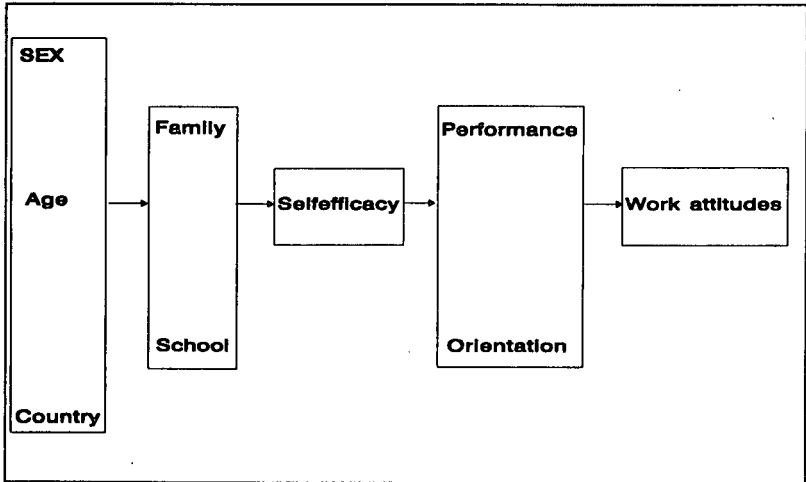 SEX
Age
Country
Family
School
Selfefficacy
Performance
Orientation
Work attitudes